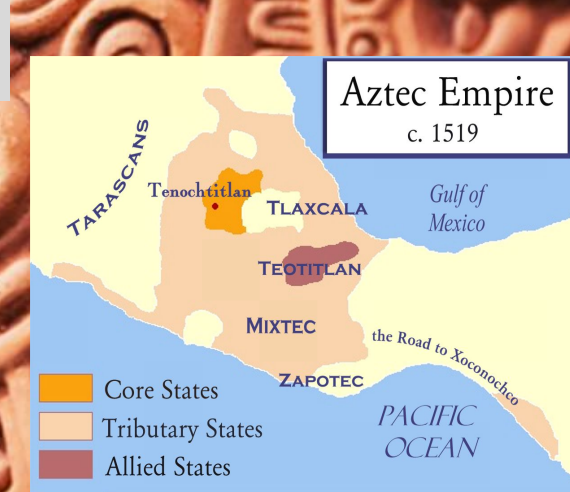 Aztec Empire
c. 1519
TARASCANS
Tenochtitlan
TLAXCALA
Gulf of
Mexico
TEOTITLAN
MIXTEC
the Road to Xoconochco
ZAPOTEC
PACIFIC
OCEAN
Core States
Tributary States
Allied States